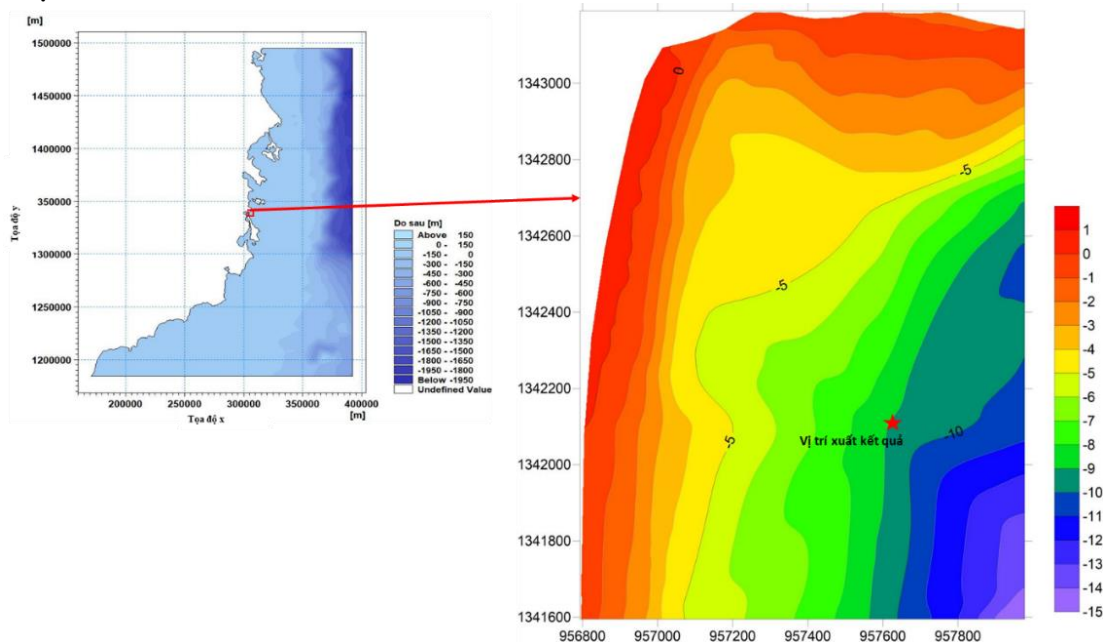 [m]
1500000
1450000
1400000
1350000
1300000
1250000
1200000
Tọa độ y
200000
250000
300000
350000
400000
Tọa độ x
[m]
Do sau [m]
Above 150
0 - 150
-150 - 0
-300 - -150
-450 - -300
-600 - -450
-750 - -600
-900 - -750
-1050 - -900
-1200 - -1050
-1350 - -1200
-1500 - -1350
-1650 - -1500
-1800 - -1650
-1950 - -1800
Below -1950
Undefined Value
1343000
1342800
1342600
1342400
1342200
1342000
1341800
1341600
956800
957000
957200
957400
957600
957800
0
-5
-5
-5
-10
Vị trí xuất kết quả
1
0
-1
-2
-3
-4
-5
-6
-7
-8
-9
-10
-11
-12
-13
-14
-15